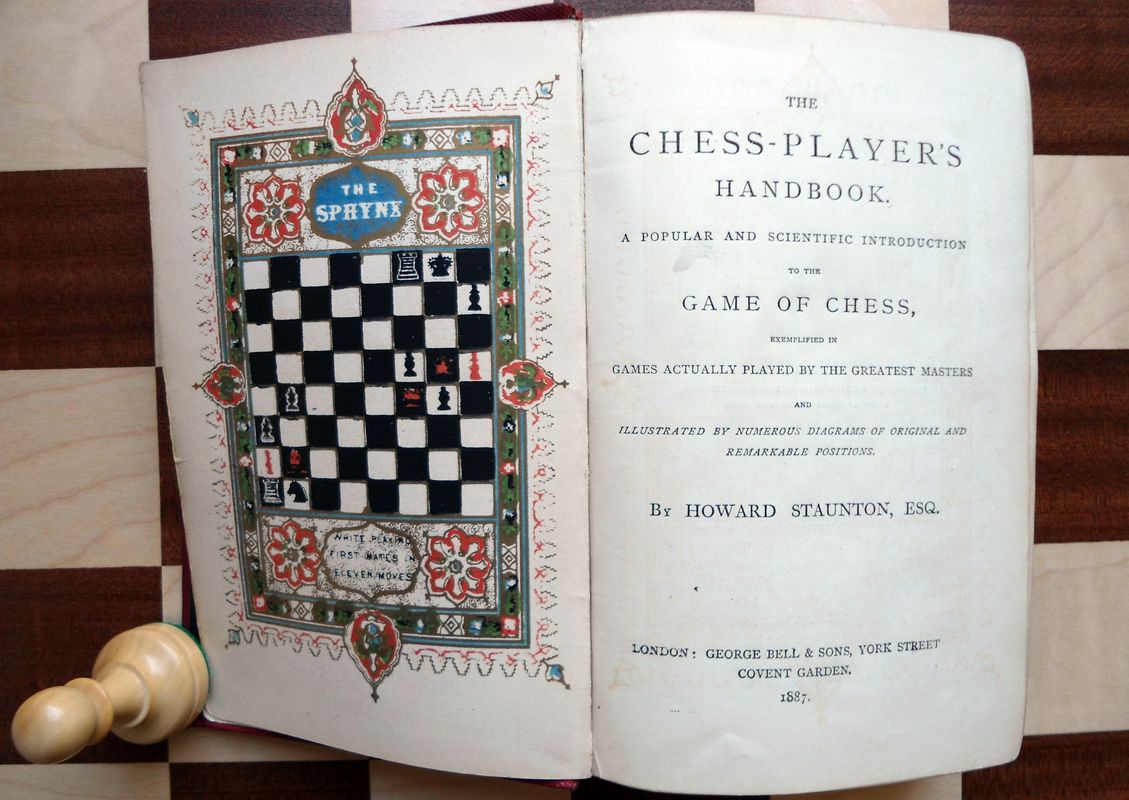 THE
SPHYNX
WHITE PLAYING
FIRST MATES IN
ELEVEN MOVES
THE
CHESS-PLAYER'S
HANDBOOK.
A POPULAR AND SCIENTIFIC INTRODUCTION
TO THE
GAME OF CHESS,
EXEMPLIFIED IN
GAMES ACTUALLY PLAYED BY THE GREATEST MASTERS
AND
ILLUSTRATED BY NUMEROUS DIAGRAMS OF ORIGINAL AND
REMARKABLE POSITIONS.
BY HOWARD STAUNTON, ESQ.
LONDON: GEORGE BELL & SONS, YORK STREET
COVENT GARDEN.
1887.